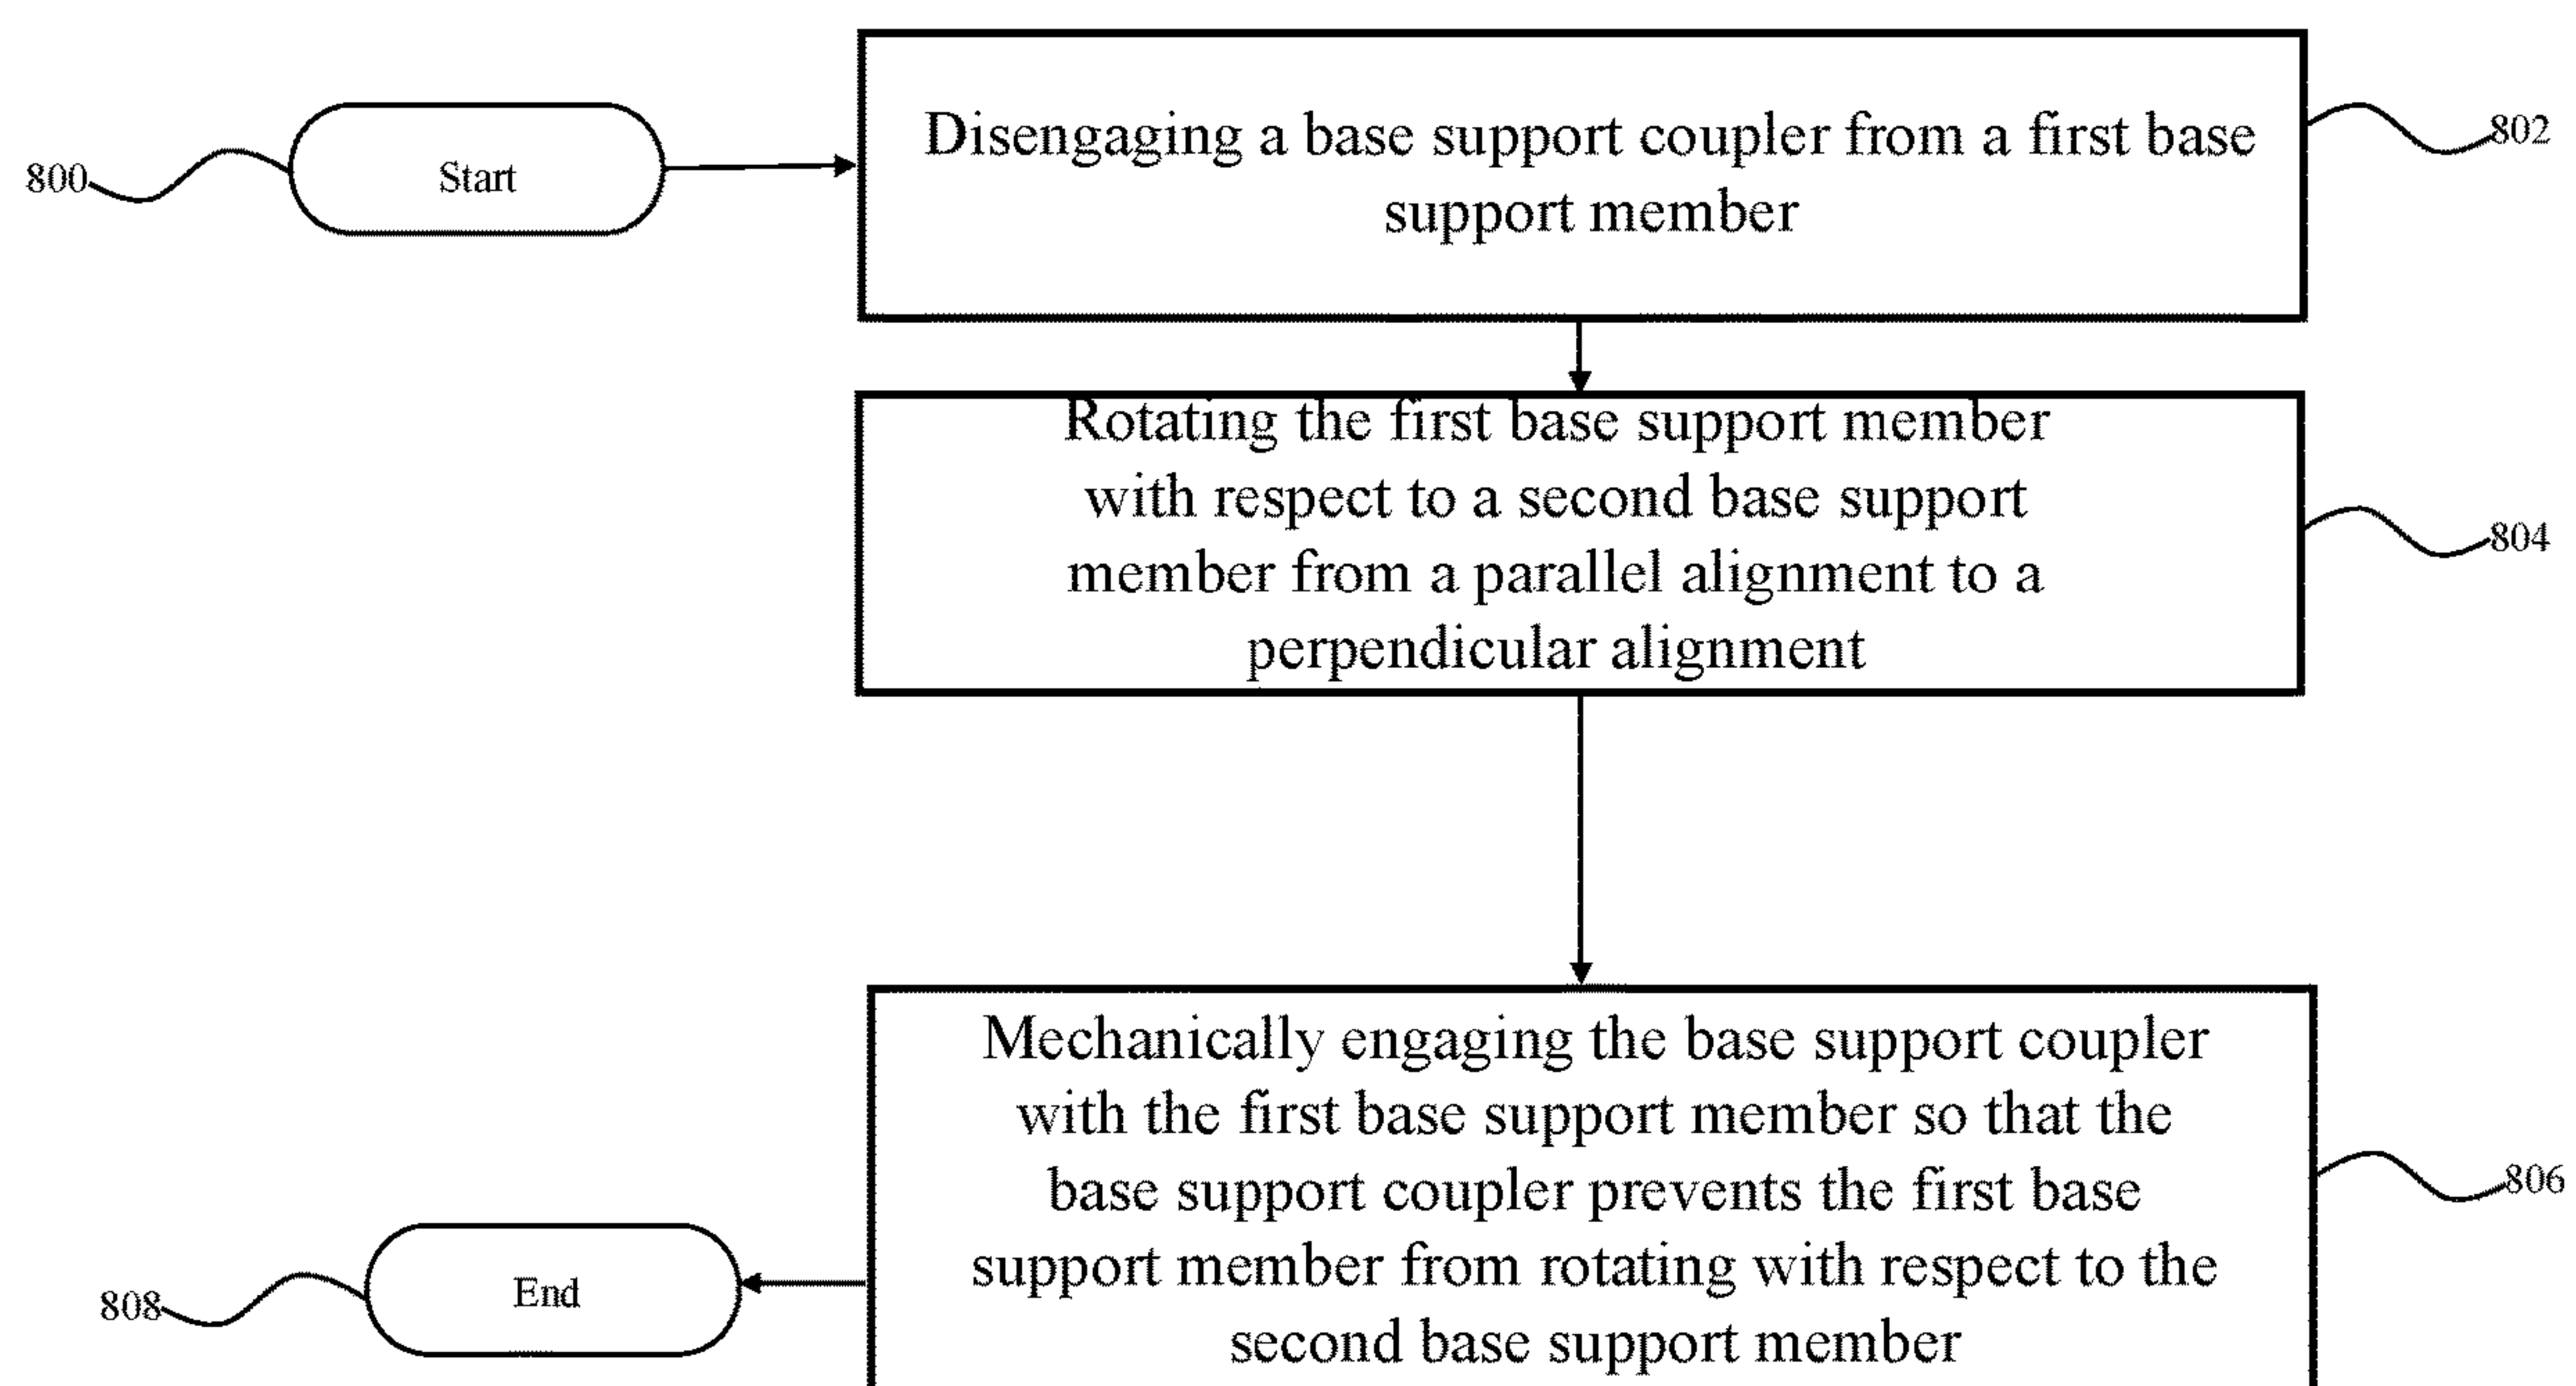 800
Start
Disengaging a base support coupler from a first base
support member
802
Rotating the first base support member
with respect to a second base support
member from a parallel alignment to a
perpendicular alignment
804
Mechanically engaging the base support coupler
with the first base support member so that the
base support coupler prevents the first base
support member from rotating with respect to the
second base support member
806
End
808